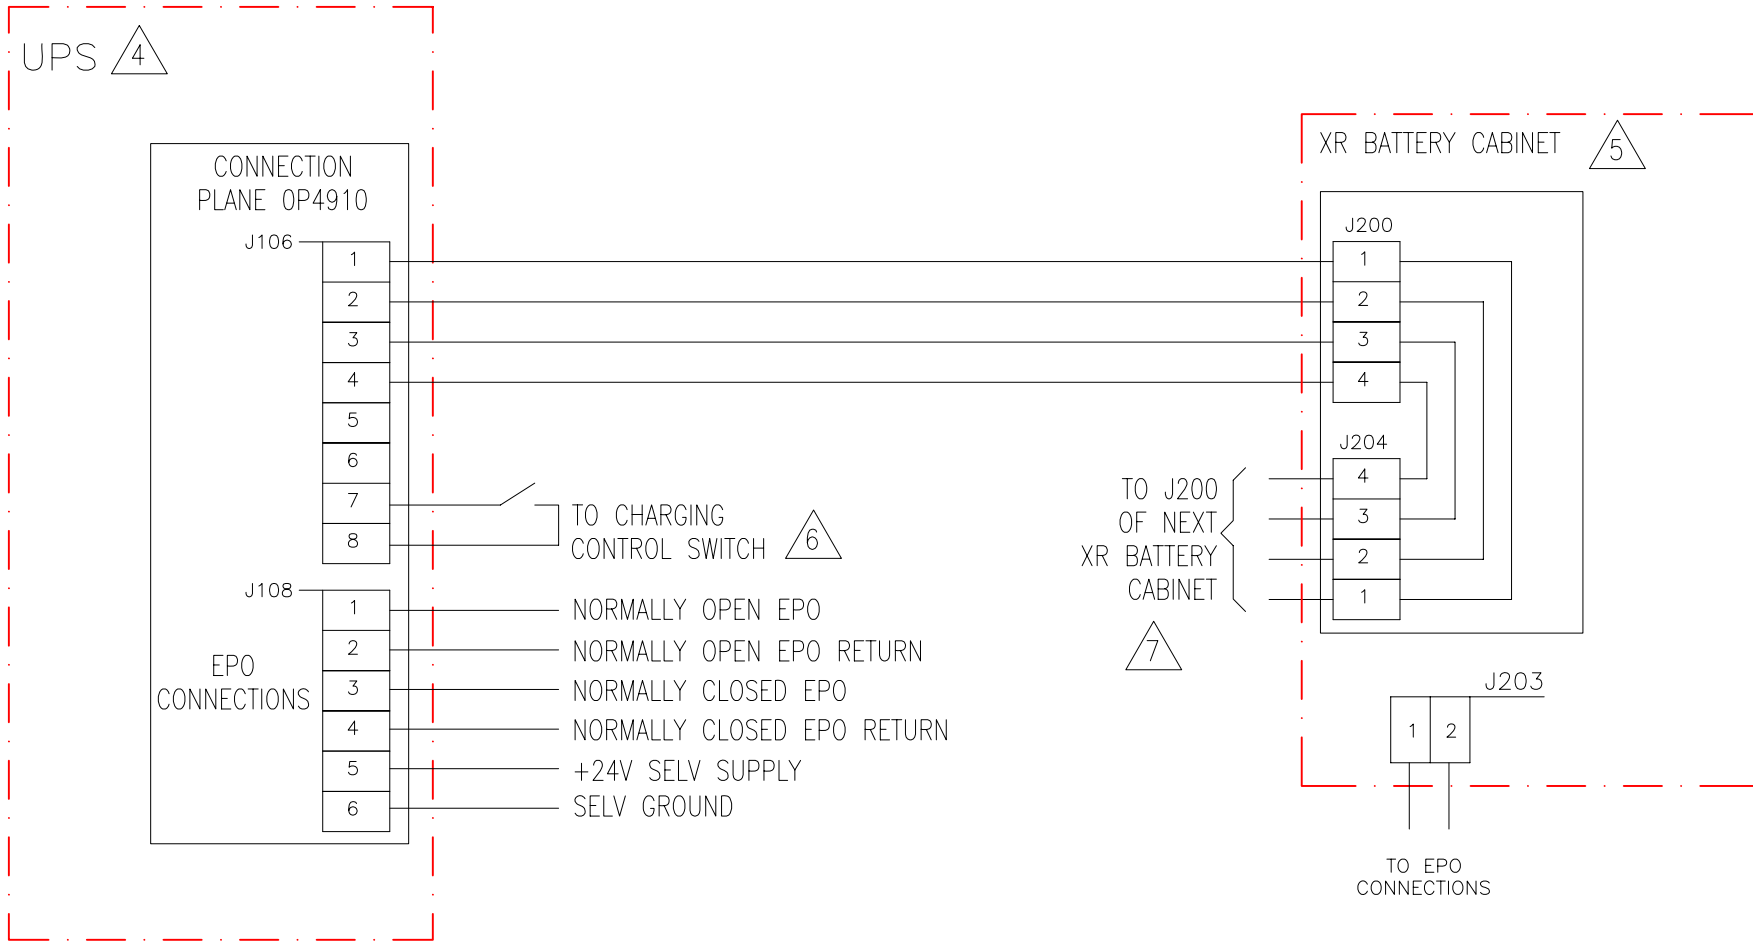 UPS 4
CONNECTION
PLANE 0P4910
J106
1
2
3
4
5
6
7
8
TO CHARGING
CONTROL SWITCH 6
J108
EPO
CONNECTIONS
1
2
3
4
5
6
NORMALLY OPEN EPO
NORMALLY OPEN EPO RETURN
NORMALLY CLOSED EPO
NORMALLY CLOSED EPO RETURN
+24V SELV SUPPLY
SELV GROUND
XR BATTERY CABINET 5
J200
1
2
3
4
J204
4
3
2
1
TO J200
OF NEXT
XR BATTERY
CABINET
7
J203
1 2
TO EPO
CONNECTIONS